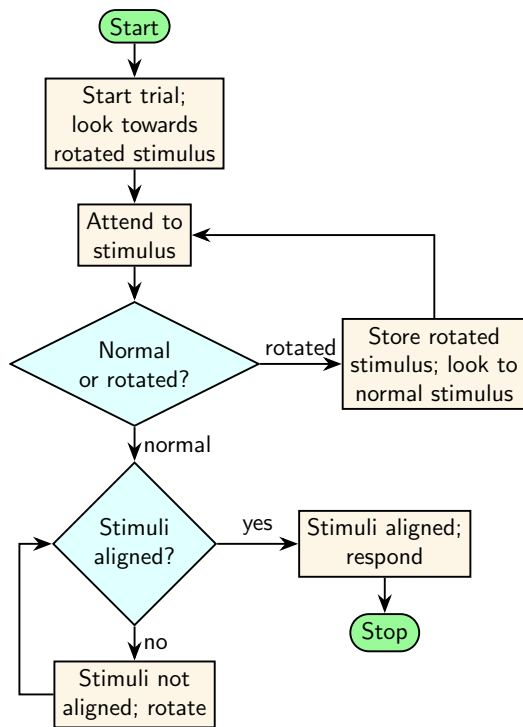 Start
Start trial;
look towards
rotated stimulus
Attend to
stimulus
Normal
or rotated?
rotated
Store rotated
stimulus; look to
normal stimulus
normal
Stimuli
aligned?
yes
Stimuli aligned;
respond
Stop
no
Stimuli not
aligned; rotate